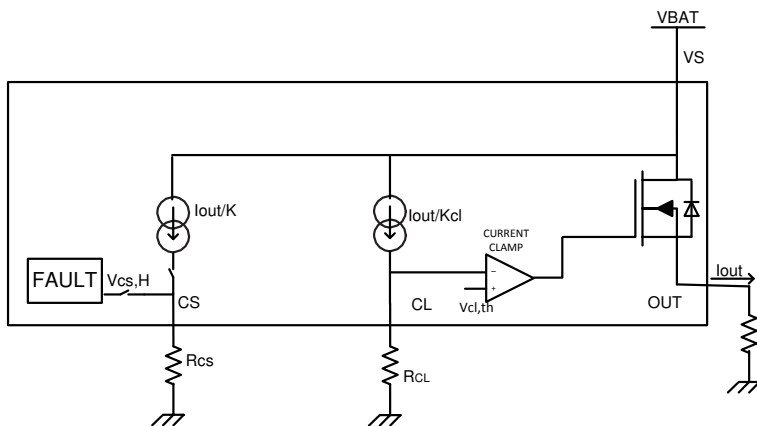 VBAT
VS
Iout/K
Iout/Kcl
CURRENT
CLAMP
FAULT
Vcs,H
CS
CL
−
+
Vcl,th
OUT
Iout
Rcs
RCL